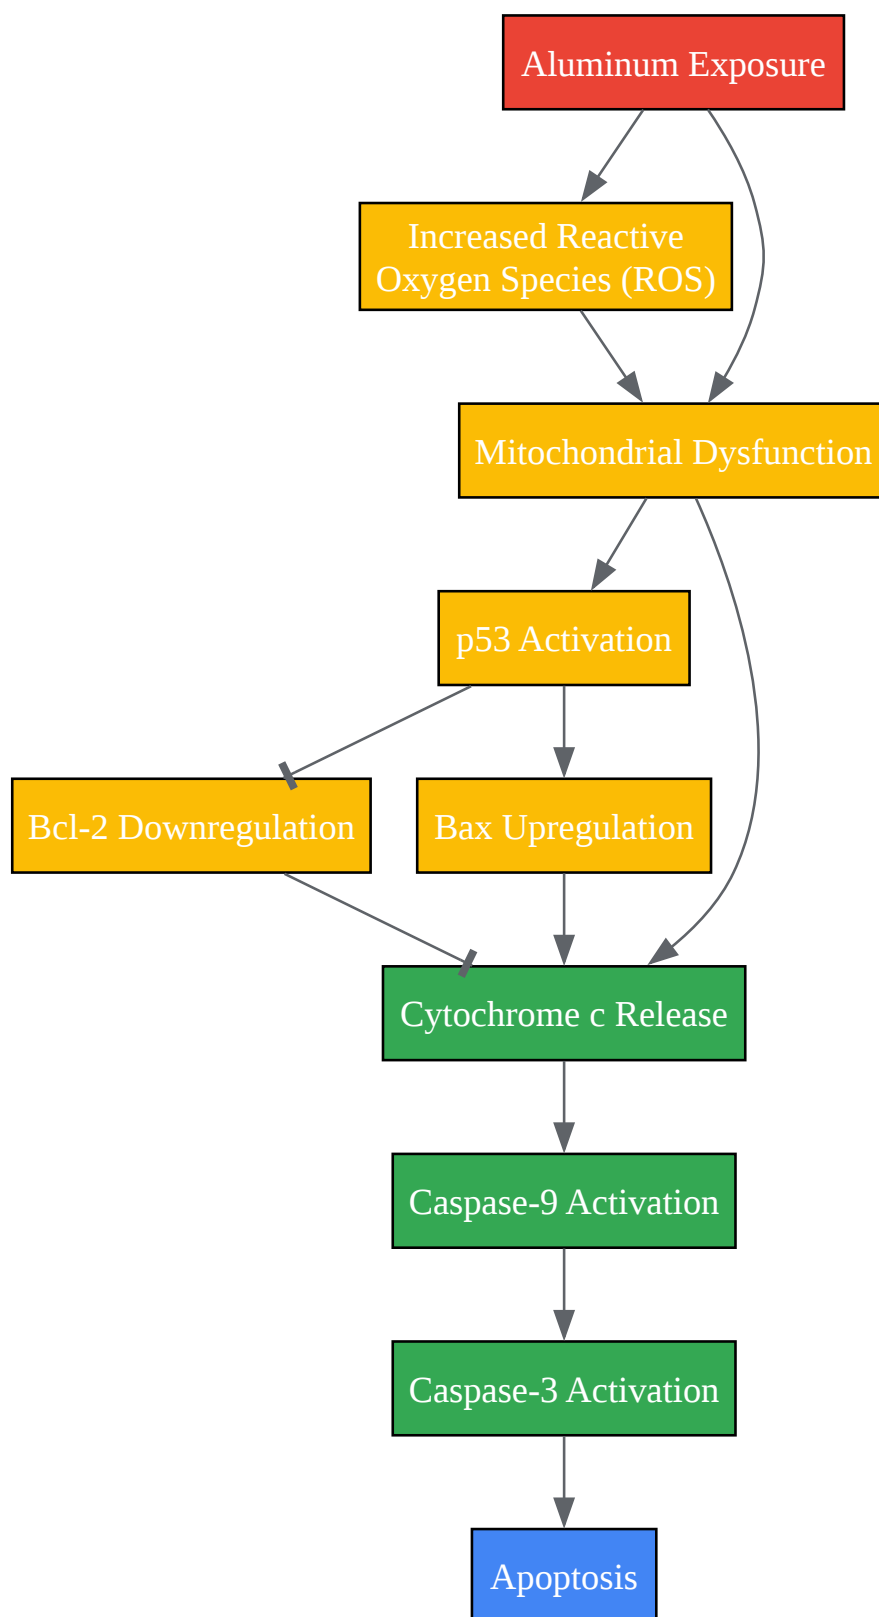 Aluminum Exposure
Increased Reactive
Oxygen Species (ROS)
Mitochondrial Dysfunction
p53 Activation
Bcl-2 Downregulation
Bax Upregulation
Cytochrome c Release
Caspase-9 Activation
Caspase-3 Activation
Apoptosis